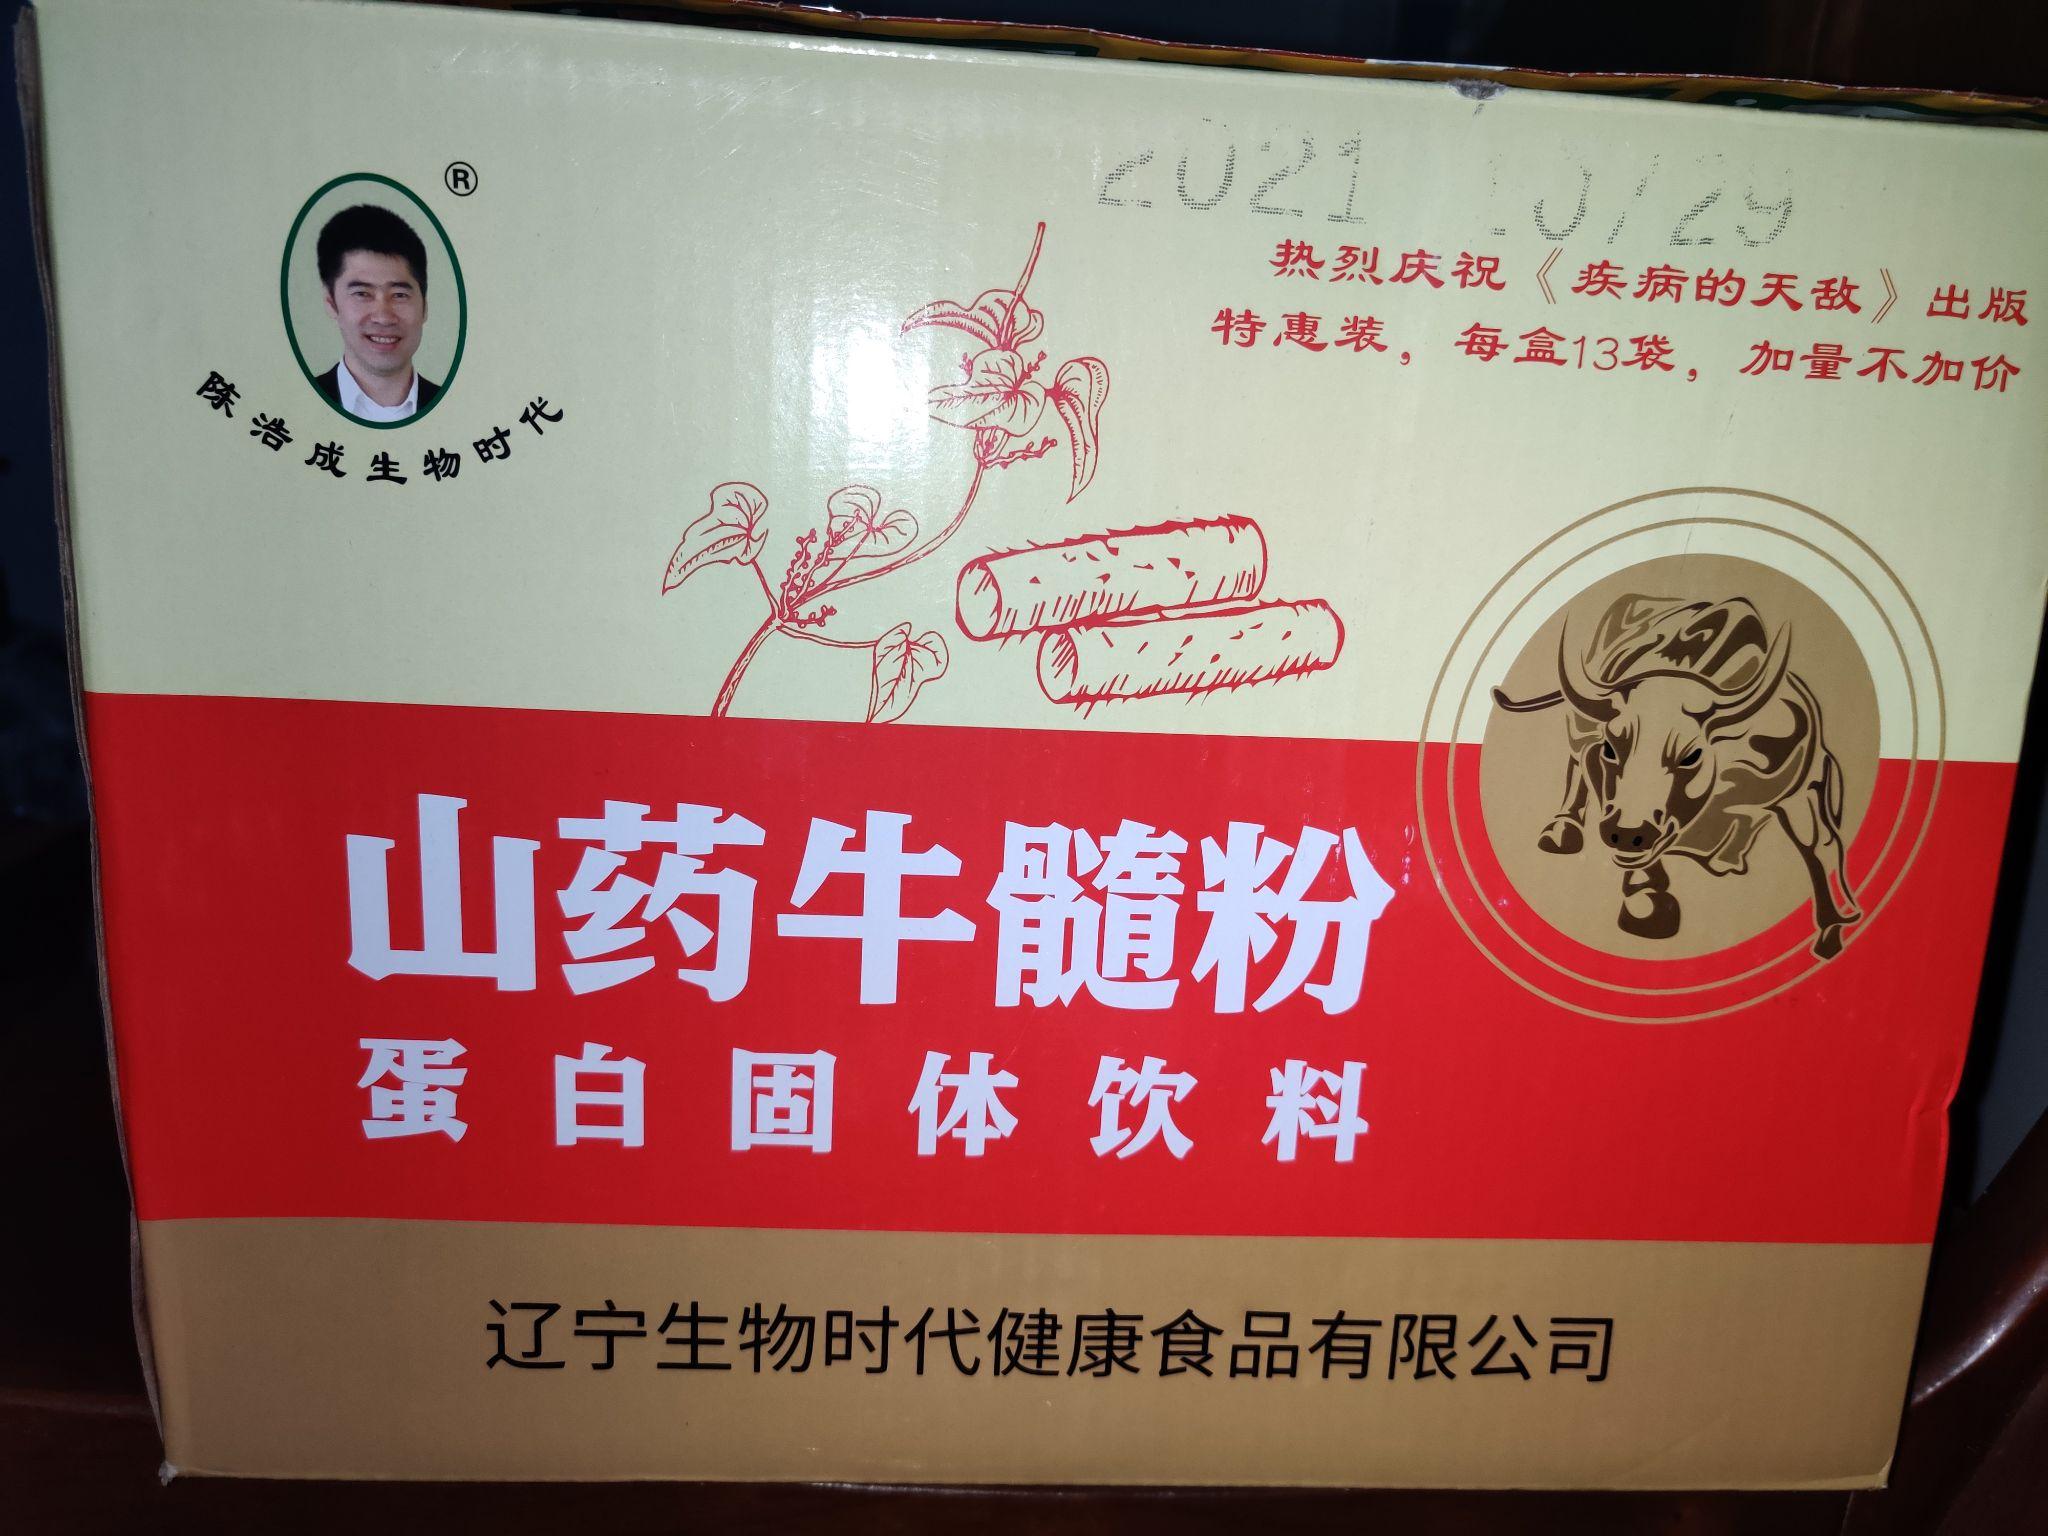 ®
陈浩成生物时代
2021 10/29
热烈庆祝《疾病的天敌》出版
特惠装，每盒13袋，加量不加价
山药牛髓粉
蛋白固体饮料
辽宁生物时代健康食品有限公司